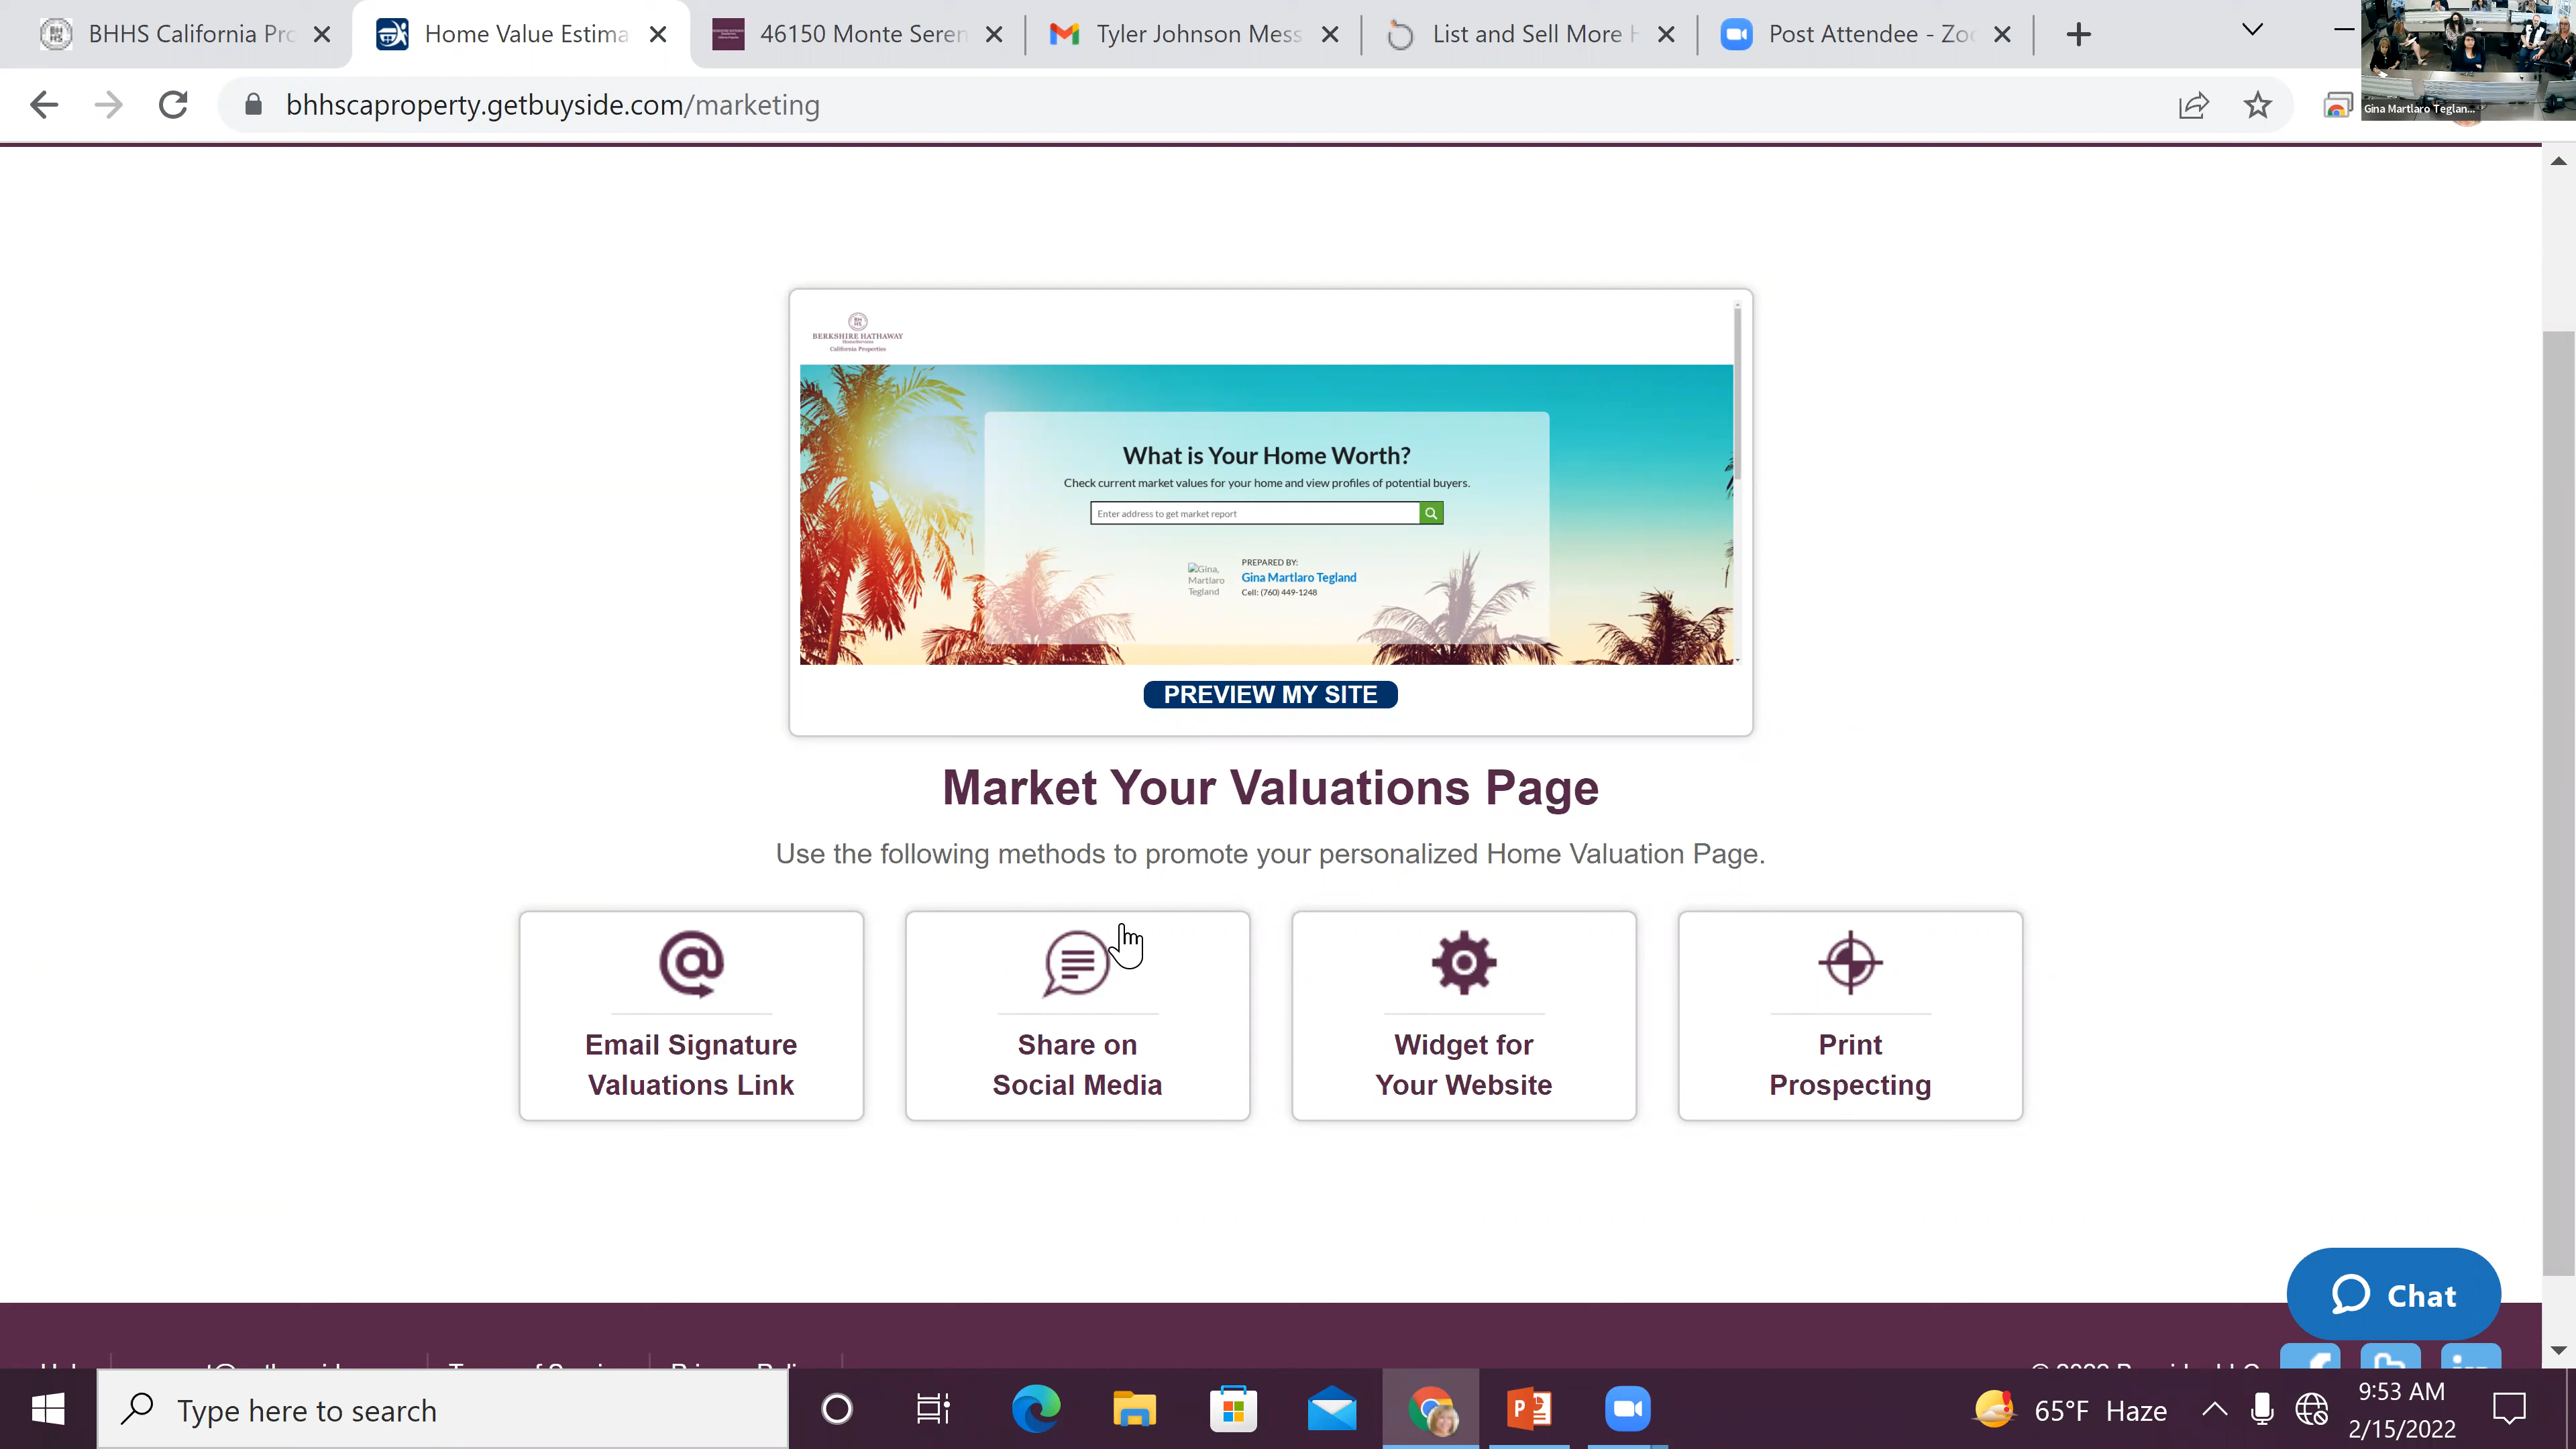 BHHS California Pro
Home Value Estima
46150 Monte Seren
Tyler Johnson Mess
List and Sell More H
Post Attendee - Zoo
bhhscaproperty.getbuyside.com/marketing
Gina Martlaro Teglan...
BERKSHIRE HATHAWAY
HomeServices
California Properties
What is Your Home Worth?
Check current market values for your home and view profiles of potential buyers.
Enter address to get market report
Gina,
Martlaro
Tegland
PREPARED BY:
Gina Martlaro Tegland
Cell: (760) 449-1248
PREVIEW MY SITE
Market Your Valuations Page
Use the following methods to promote your personalized Home Valuation Page.
Email Signature
Valuations Link
Share on
Social Media
Widget for
Your Website
Print
Prospecting
Chat
Type here to search
65°F Haze
9:53 AM
2/15/2022